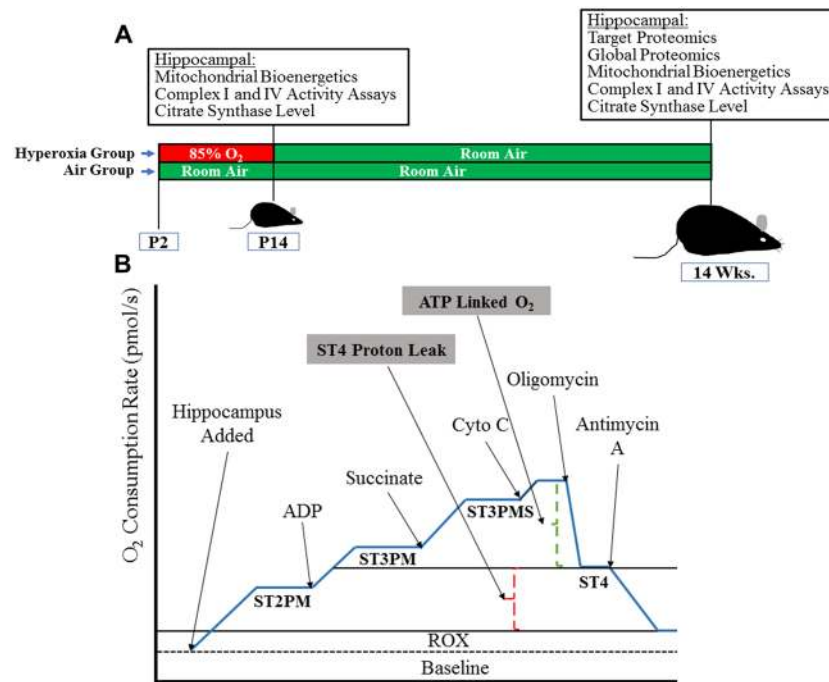 A
Hippocampal:
Mitochondrial Bioenergetics
Complex I and IV Activity Assays
Citrate Synthase Level
Hippocampal:
Target Proteomics
Global Proteomics
Mitochondrial Bioenergetics
Complex I and IV Activity Assays
Citrate Synthase Level
Hyperoxia Group
85% O₂
Room Air
Air Group
Room Air
Room Air
P2
P14
14 Wks.
B
O₂ Consumption Rate (pmol/s)
ATP Linked O₂
ST4 Proton Leak
Oligomycin
Hippocampus
Added
Cyto C
Antimycin
A
Succinate
ADP
ST3PMS
ST3PM
ST2PM
ST4
ROX
Baseline